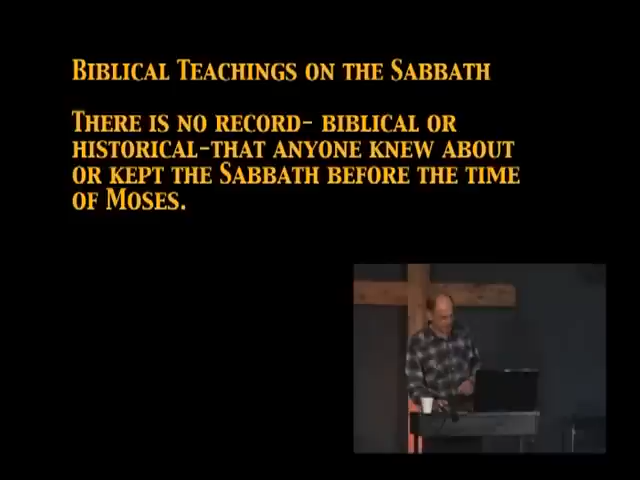 Biblical Teachings on the Sabbath
There is no record- biblical or
historical-that anyone knew about
or kept the Sabbath before the time
of Moses.